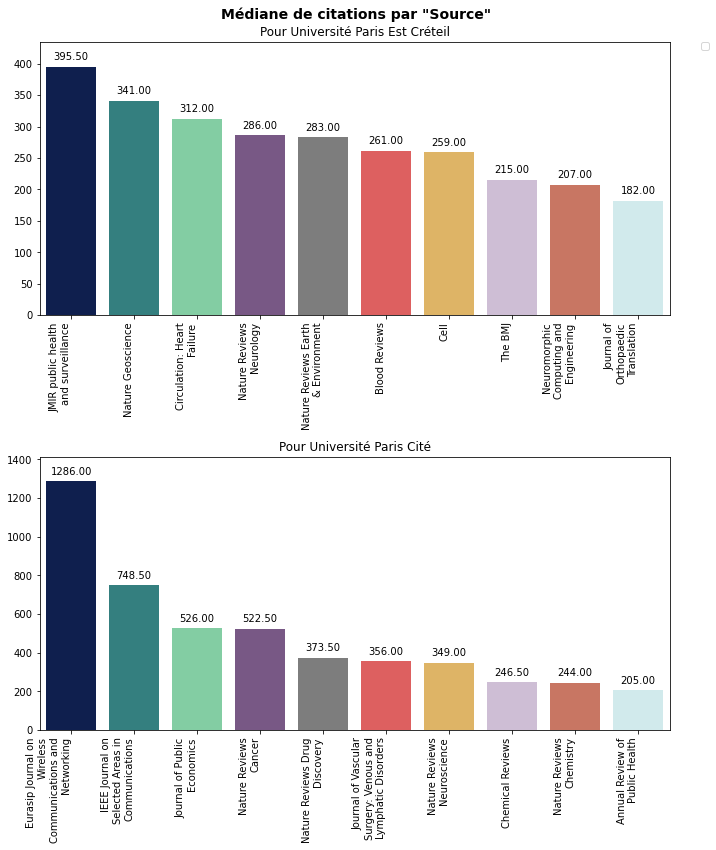 Médiane de citations par "Source"
Pour Université Paris Est Créteil
400
350
300
250
200
150
100
50
0
395.50
341.00
312.00
286.00
283.00
261.00
259.00
215.00
207.00
182.00
JMIR public health
and surveillance
Nature Geoscience
Circulation: Heart
Failure
Nature Reviews
Neurology
Nature Reviews Earth
& Environment
Blood Reviews
Cell
The BMJ
Neuromorphic
Computing and
Engineering
Journal of
Orthopaedic
Translation
Pour Université Paris Cité
1400
1200
1000
800
600
400
200
0
1286.00
748.50
526.00
522.50
373.50
356.00
349.00
246.50
244.00
205.00
Eurasip Journal on
Wireless
Communications and
Networking
IEEE Journal on
Selected Areas in
Communications
Journal of Public
Economics
Nature Reviews
Cancer
Nature Reviews Drug
Discovery
Journal of Vascular
Surgery: Venous and
Lymphatic Disorders
Nature Reviews
Neuroscience
Chemical Reviews
Nature Reviews
Chemistry
Annual Review of
Public Health